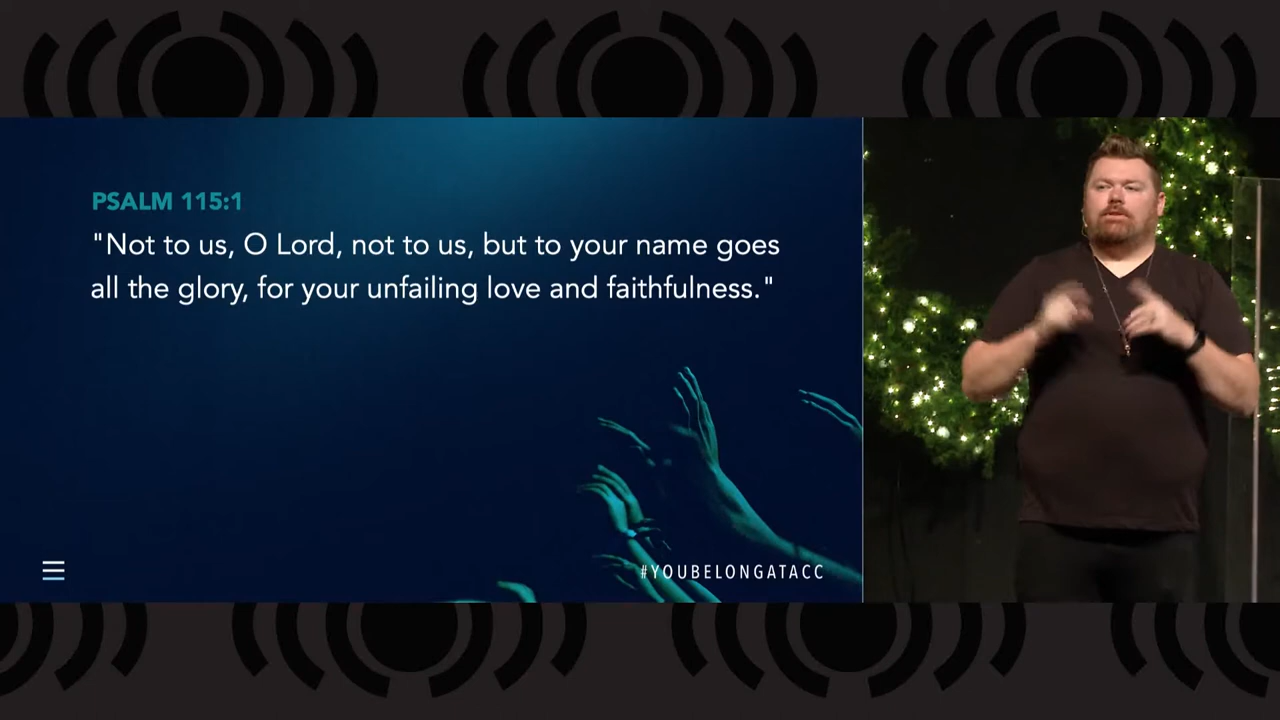 PSALM 115:1
"Not to us, O Lord, not to us, but to your name goes
all the glory, for your unfailing love and faithfulness."
#YOUBELONGATACC